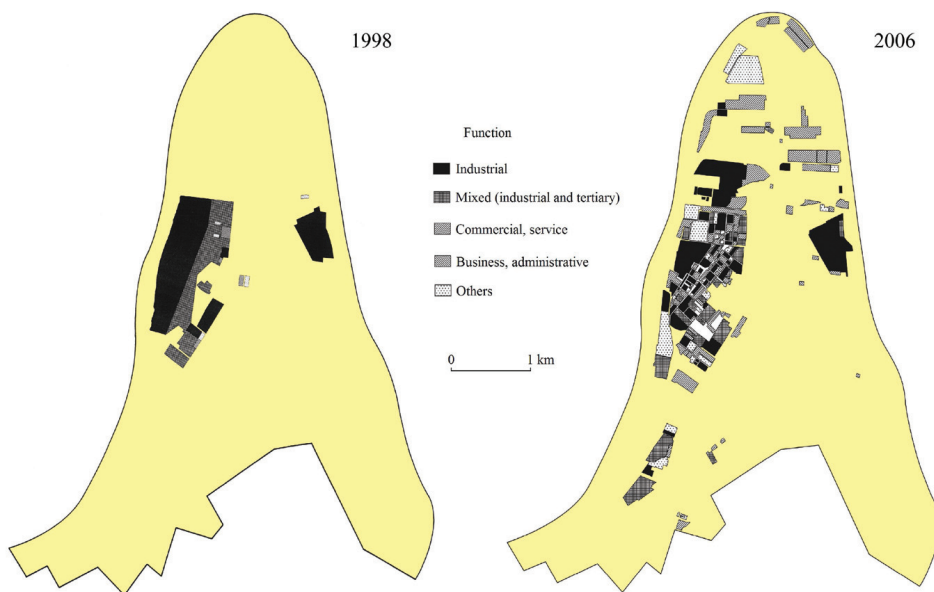 1998
2006
Function
Industrial
Mixed (industrial and tertiary)
Commercial, service
Business, administrative
Others
0 1 km